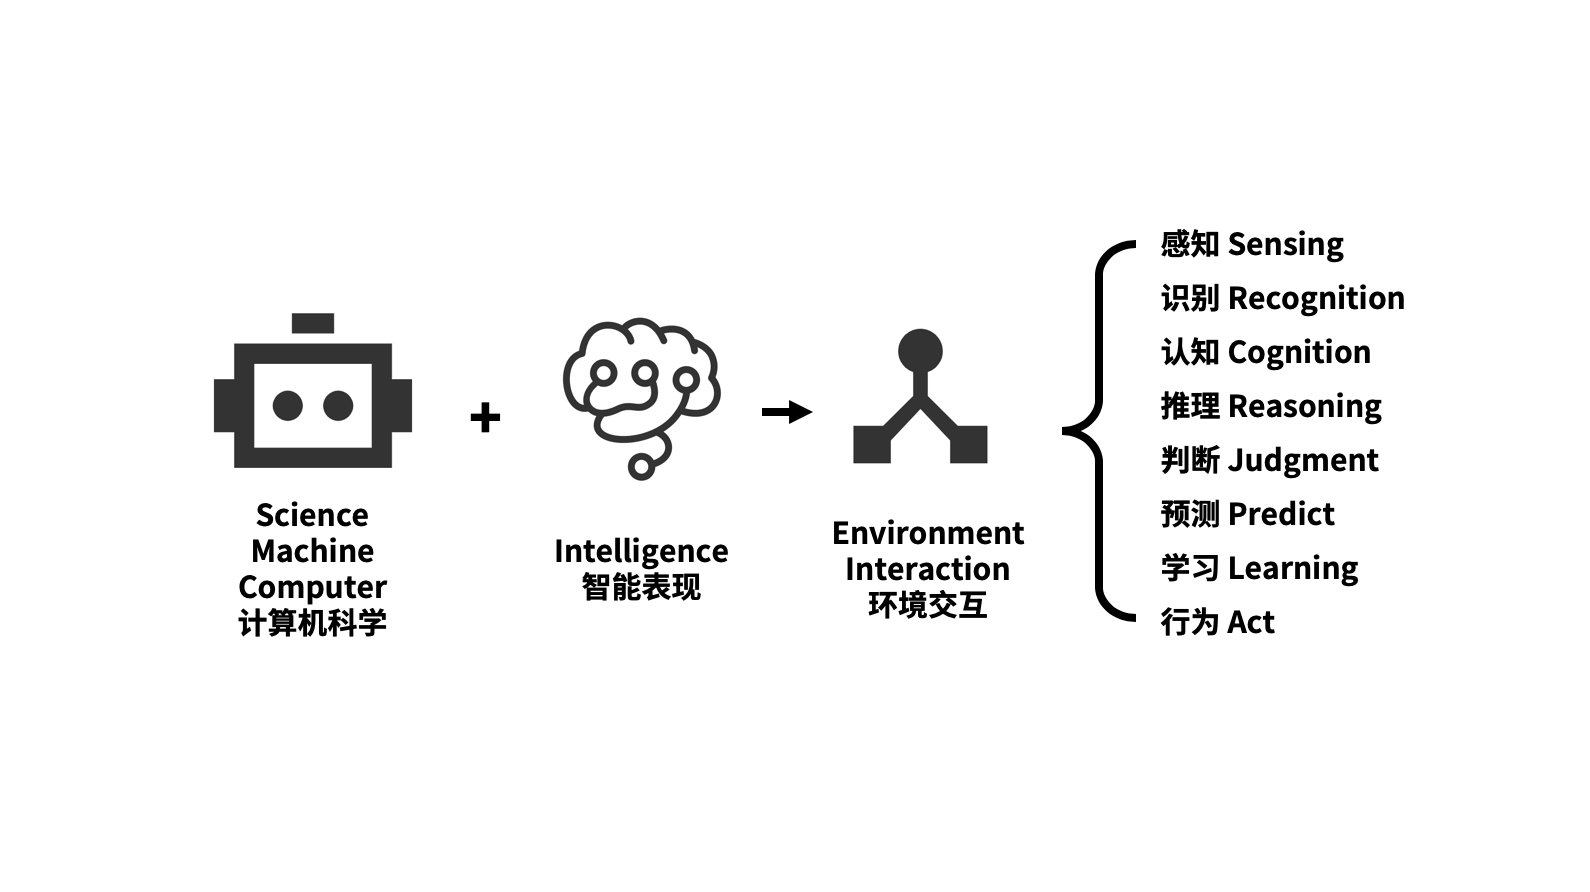 Science
Machine
Computer
计算机科学
+
Intelligence
智能表现
Environment
Interaction
环境交互
感知 Sensing
识别 Recognition
认知 Cognition
推理 Reasoning
判断 Judgment
预测 Predict
学习 Learning
行为 Act